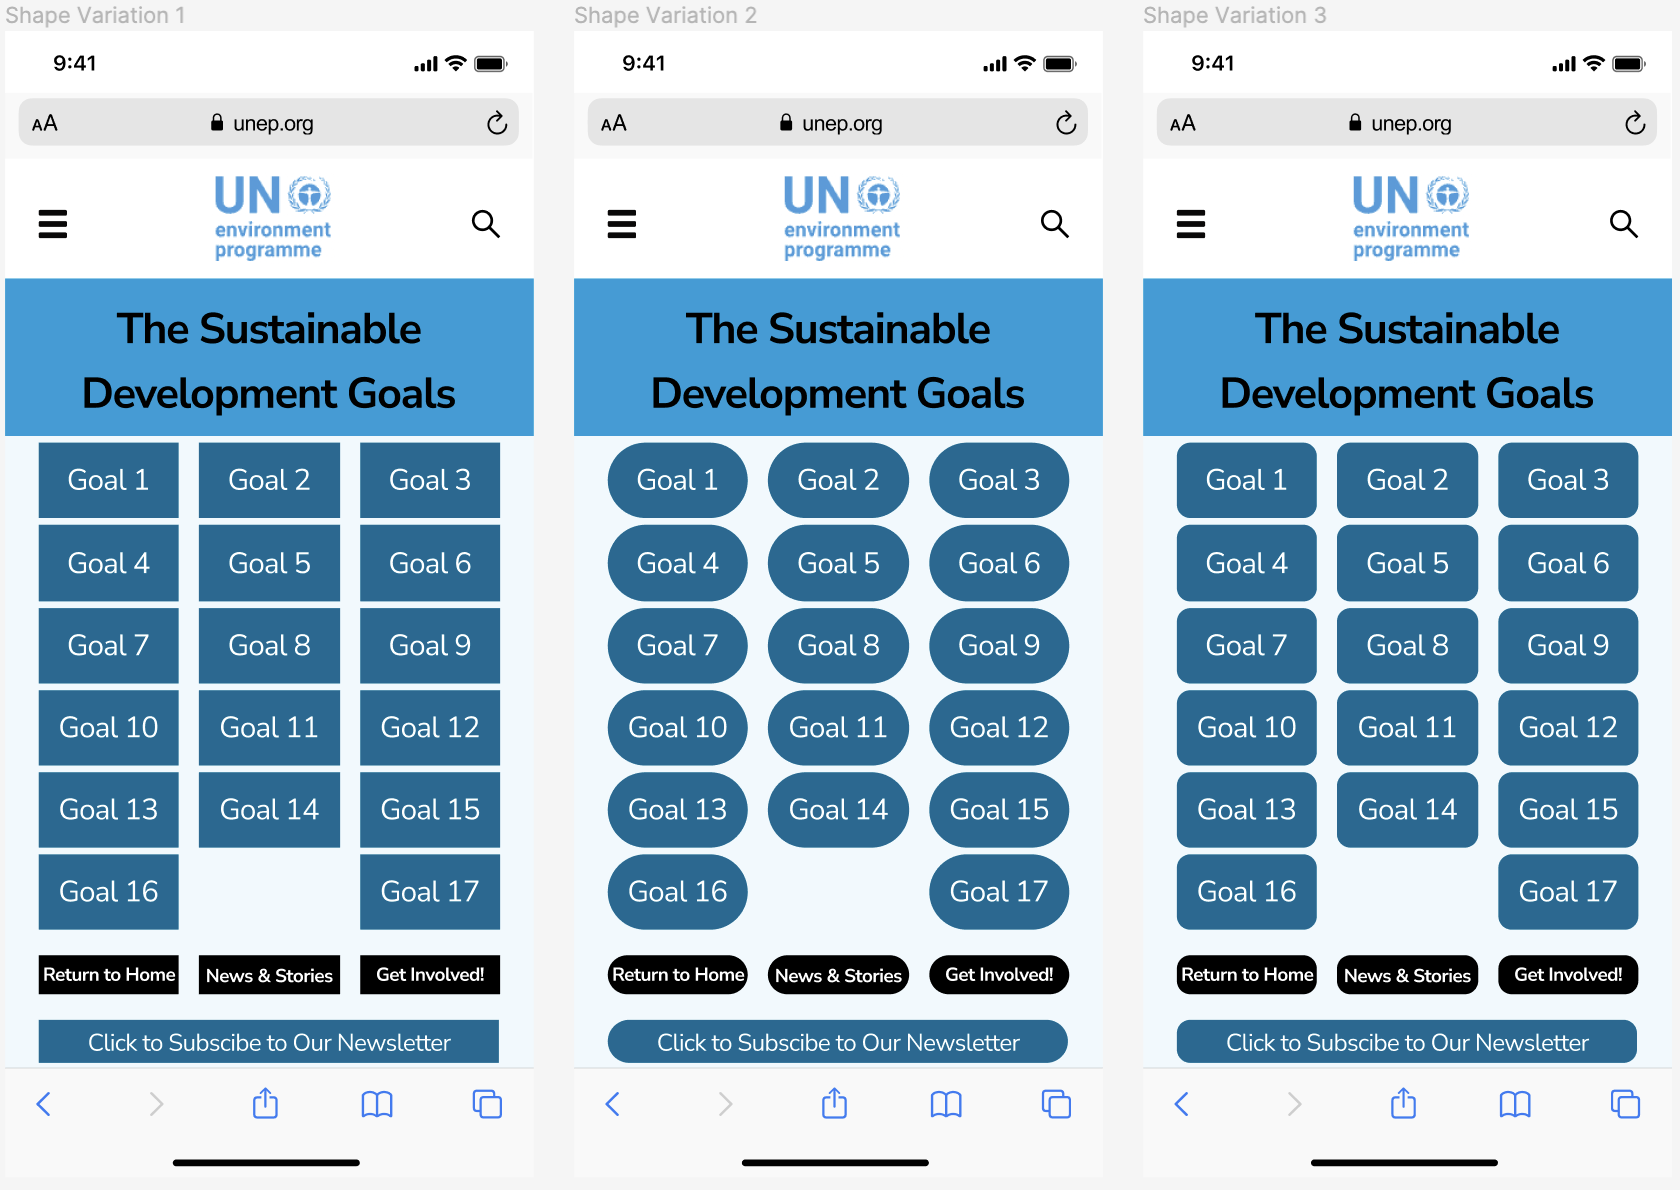 Shape Variation 1
9:41
AA unep.org
UN
environment
programme
The Sustainable
Development Goals
Goal 1 Goal 2 Goal 3
Goal 4 Goal 5 Goal 6
Goal 7 Goal 8 Goal 9
Goal 10 Goal 11 Goal 12
Goal 13 Goal 14 Goal 15
Goal 16 Goal 17
Return to Home News & Stories Get Involved!
Click to Subscibe to Our Newsletter
Shape Variation 2
9:41
AA unep.org
UN
environment
programme
The Sustainable
Development Goals
Goal 1 Goal 2 Goal 3
Goal 4 Goal 5 Goal 6
Goal 7 Goal 8 Goal 9
Goal 10 Goal 11 Goal 12
Goal 13 Goal 14 Goal 15
Goal 16 Goal 17
Return to Home News & Stories Get Involved!
Click to Subscibe to Our Newsletter
Shape Variation 3
9:41
AA unep.org
UN
environment
programme
The Sustainable
Development Goals
Goal 1 Goal 2 Goal 3
Goal 4 Goal 5 Goal 6
Goal 7 Goal 8 Goal 9
Goal 10 Goal 11 Goal 12
Goal 13 Goal 14 Goal 15
Goal 16 Goal 17
Return to Home News & Stories Get Involved!
Click to Subscibe to Our Newsletter